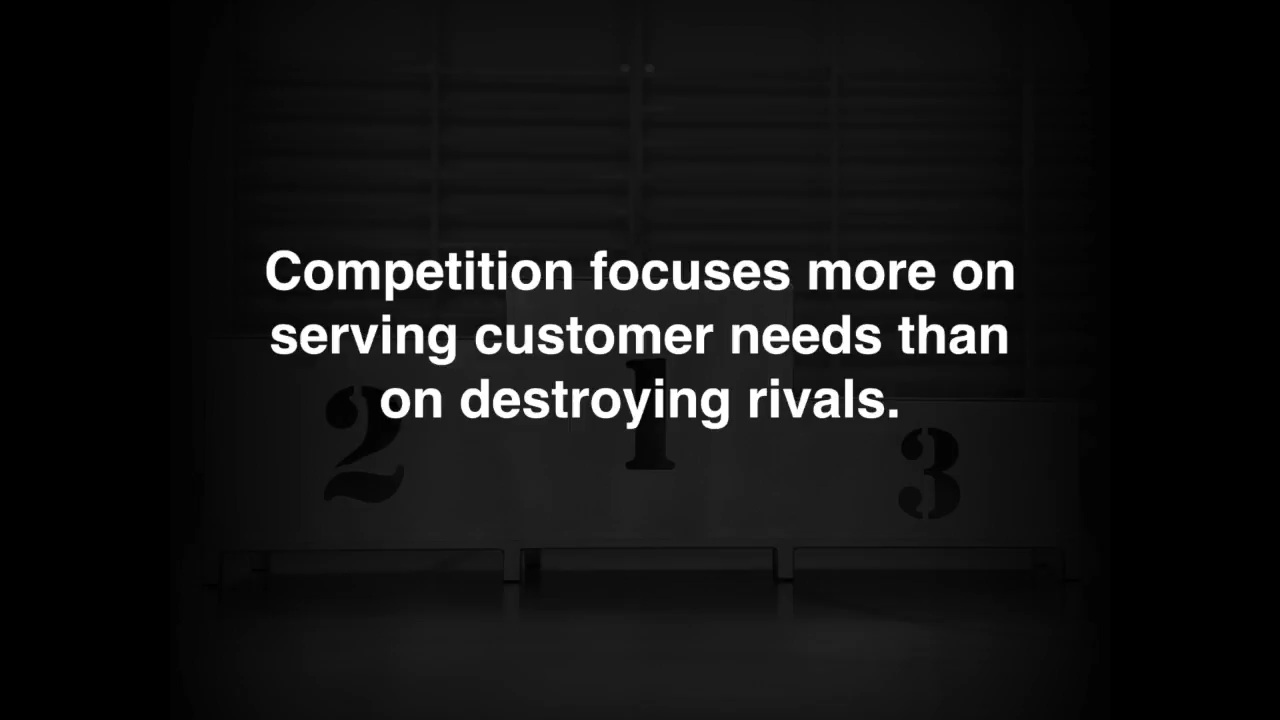 Competition focuses more on
serving customer needs than
on destroying rivals.
2
1
3